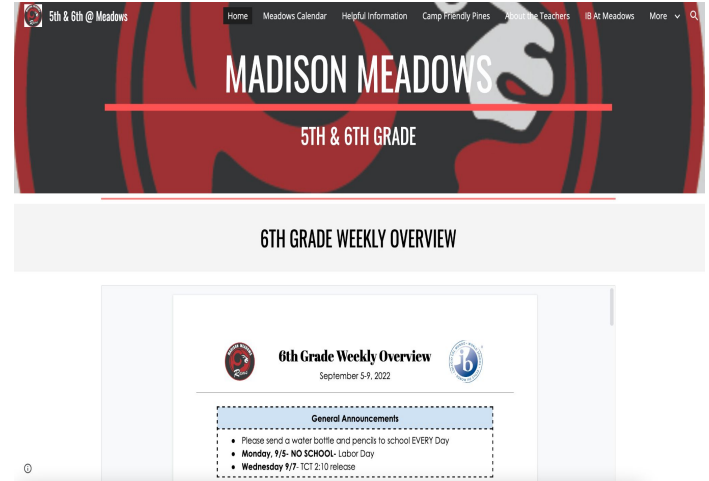 5th & 6th @ Meadows
Home Meadows Calendar Helpful Information Camp Friendly Pines About the Teachers IB At Meadows More
MADISON MEADOWS
5TH & 6TH GRADE
6TH GRADE WEEKLY OVERVIEW
6th Grade Weekly Overview
September 5-9, 2022
ib
General Announcements
● Please send a water bottle and pencils to school EVERY Day
● Monday, 9/5- NO SCHOOL- Labor Day
● Wednesday 9/7- TCT 2:10 release